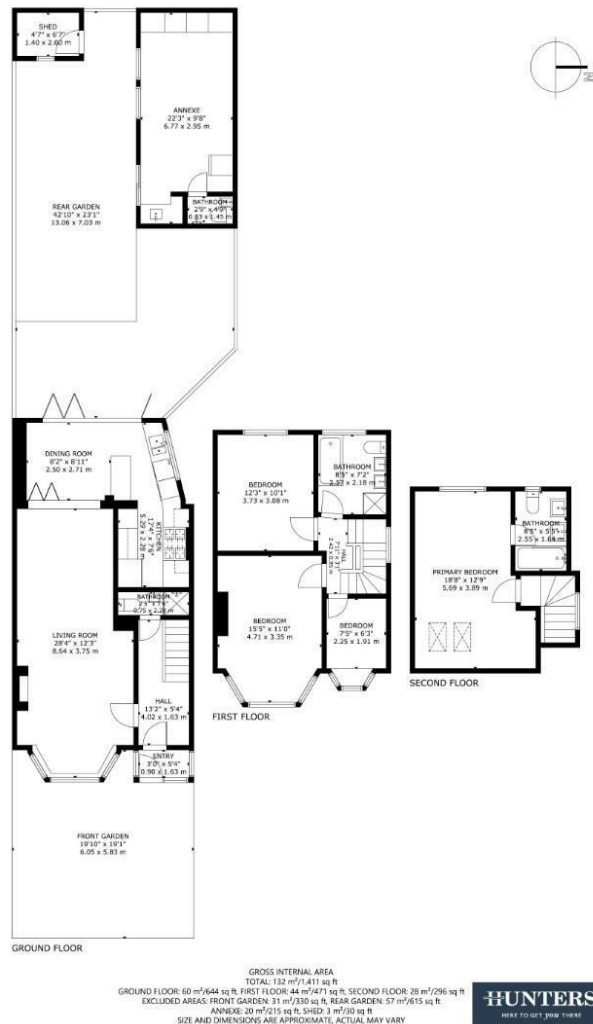 SHED
4'7" x 6'7"
1.40 x 2.00 m
ANNEXE
22'3" x 9'8"
6.77 x 2.95 m
N
REAR GARDEN
42'10" x 23'1"
13.06 x 7.03 m
BATHROOM
2'9" x 4'9"
0.83 x 1.45 m
DINING ROOM
8'2" x 8'11"
2.50 x 2.71 m
KITCHEN
17'4" x 7'6"
5.29 x 2.29 m
BATHROOM
LIVING ROOM
28'4" x 12'3"
8.64 x 3.75 m
HALL
13'2" x 5'4"
4.02 x 1.63 m
ENTRY
3'0" x 5'4"
0.90 x 1.63 m
FRONT GARDEN
19'10" x 19'1"
6.05 x 5.83 m
GROUND FLOOR
BEDROOM
12'3" x 10'1"
3.73 x 3.08 m
BATHROOM
8'5" x 7'2"
2.57 x 2.18 m
HALL
BEDROOM
15'5" x 11'0"
4.71 x 3.35 m
BEDROOM
7'5" x 6'3"
2.25 x 1.91 m
FIRST FLOOR
BATHROOM
PRIMARY BEDROOM
18'8" x 12'9"
5.69 x 3.89 m
SECOND FLOOR
GROSS INTERNAL AREA
TOTAL: 132 m²/1,411 sq ft
GROUND FLOOR: 60 m²/644 sq ft, FIRST FLOOR: 44 m²/471 sq ft, SECOND FLOOR: 28 m²/296 sq ft
EXCLUDED AREAS: FRONT GARDEN: 31 m²/330 sq ft, REAR GARDEN: 57 m²/615 sq ft
ANNEXE: 20 m²/215 sq ft, SHED: 3 m²/30 sq ft
SIZE AND DIMENSIONS ARE APPROXIMATE, ACTUAL MAY VARY
HUNTERS
HERE TO GET you THERE